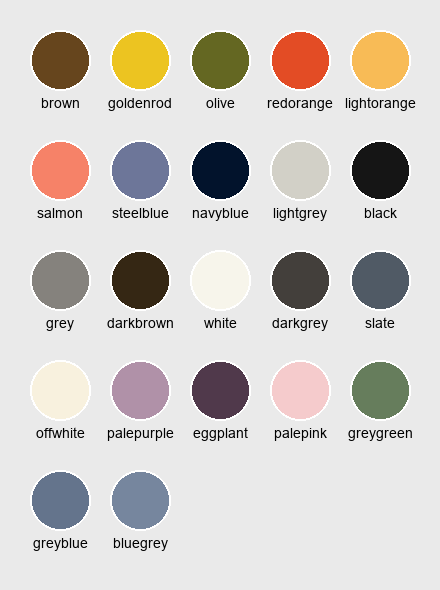 brown goldenrod olive redorange lightorange
salmon steelblue navyblue lightgrey black
grey darkbrown white darkgrey slate
offwhite palepurple eggplant palepink greygreen
greyblue bluegrey